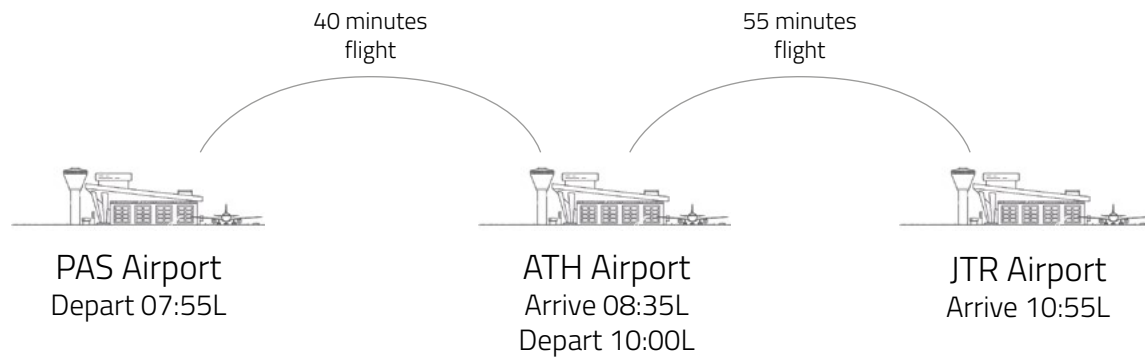 40 minutes
flight
55 minutes
flight
PAS Airport
Depart 07:55L
ATH Airport
Arrive 08:35L
Depart 10:00L
JTR Airport
Arrive 10:55L